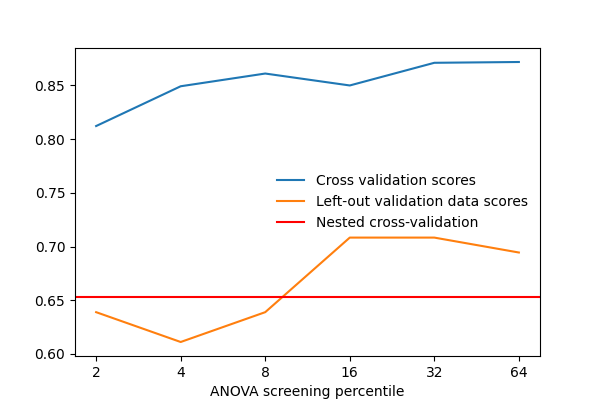 0.85
0.80
0.75
0.70
0.65
0.60
Cross validation scores
Left-out validation data scores
Nested cross-validation
2 4 8 16 32 64
ANOVA screening percentile